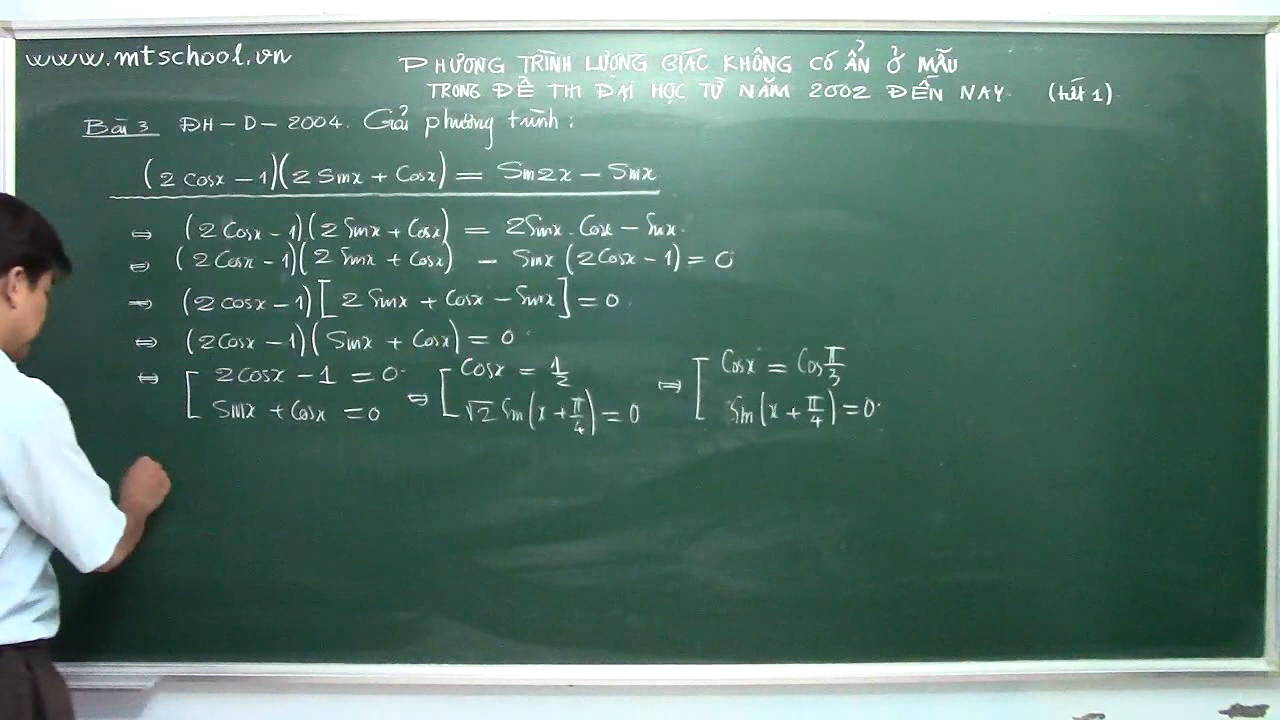 www.mtschool.vn
PHƯƠNG TRÌNH LƯỢNG GIÁC KHÔNG CÓ ẨN Ở MẪU
TRONG ĐỀ THI ĐẠI HỌC TỪ NĂM 2002 ĐẾN NAY. (tiết 1)
Bài 3 ĐH-D-2004. Giải phương trình:
(2cosx - 1)(2sinx + cosx) = sin2x - sinx
⇔ (2cosx - 1)(2sinx + cosx) = 2sinx.cosx - sinx.
⇔ (2cosx - 1)(2sinx + cosx) - sinx(2cosx - 1) = 0
⇔ (2cosx - 1)[2sinx + cosx - sinx] = 0
⇔ (2cosx - 1)(sinx + cosx) = 0
⇔ [ 2cosx - 1 = 0 ⇔ [ cosx = 1/2 ⇔ [ cosx = cos π/3
sinx + cosx = 0 √2 sin(x + π/4) = 0 sin(x + π/4) = 0